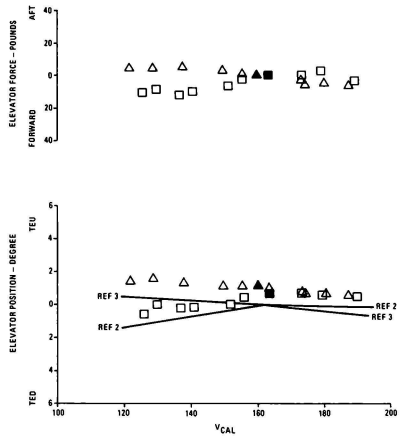 AFT
40
20
0
20
40
ELEVATOR FORCE – POUNDS
FORWARD
TEU
6
4
2
0
2
4
6
ELEVATOR POSITION – DEGREE
TED
REF 3
REF 2
REF 2
REF 3
100
120
140
160
180
200
VCAL